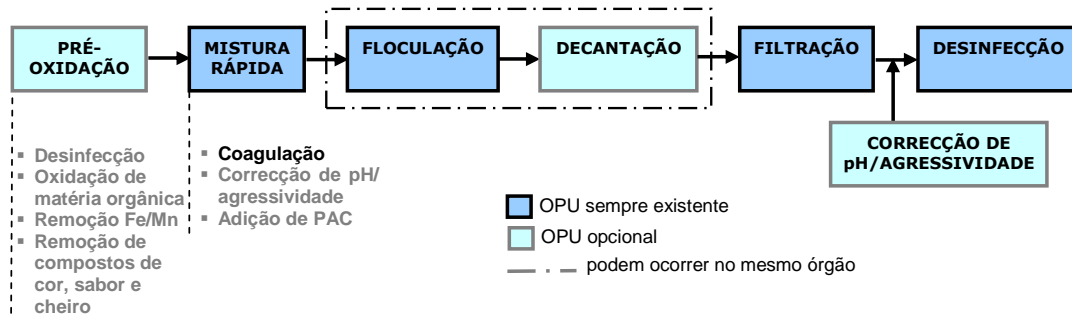 PRÉ-
OXIDAÇÃO
MISTURA
RÁPIDA
FLOCULAÇÃO
DECANTAÇÃO
FILTRAÇÃO
DESINFECÇÃO
CORRECÇÃO DE
pH/AGRESSIVIDADE
▪ Desinfecção
▪ Oxidação de
matéria orgânica
▪ Remoção Fe/Mn
▪ Remoção de
compostos de
cor, sabor e
cheiro
▪ Coagulação
▪ Correcção de pH/
agressividade
▪ Adição de PAC
OPU sempre existente
OPU opcional
podem ocorrer no mesmo órgão